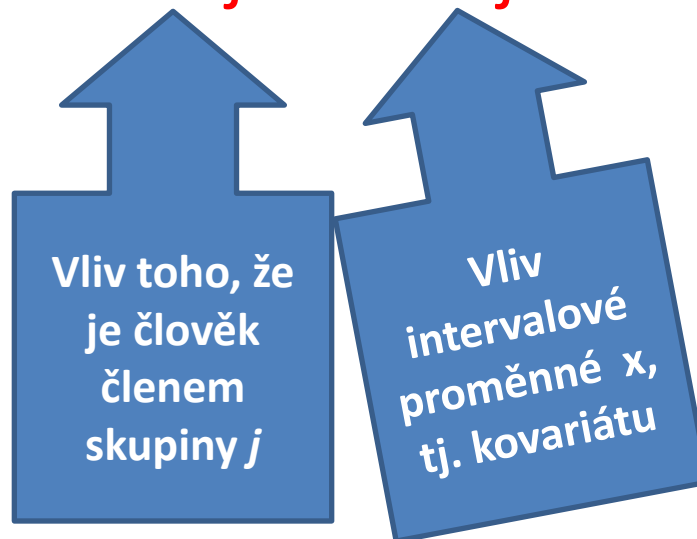 Vliv toho, že
je člověk
členem
skupiny j
Vliv
intervalové
proměnné x,
tj. kovariátu